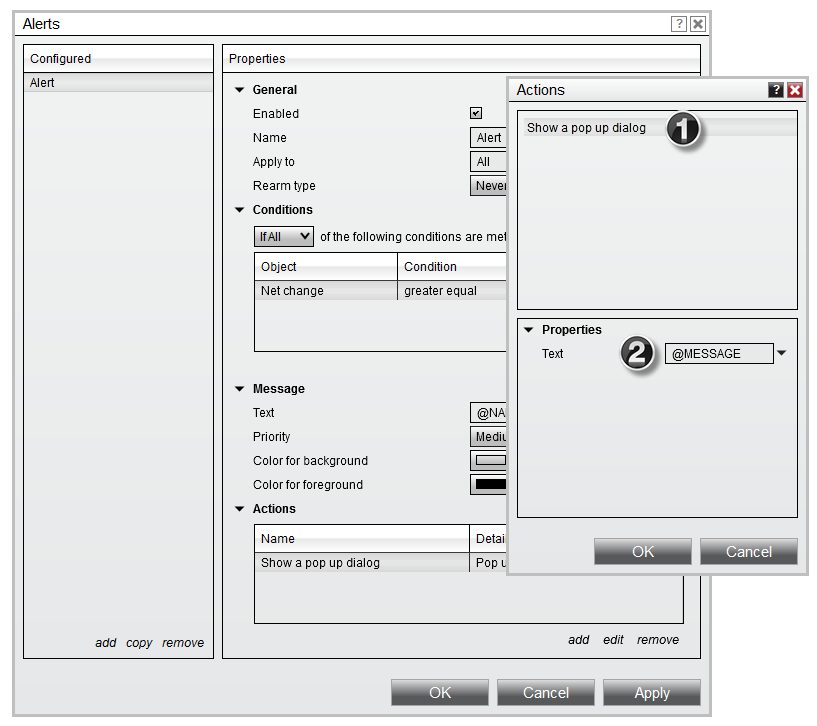 Alerts
?
Configured
Alert
add copy remove
Properties
General
Enabled
Name Alert
Apply to All
Rearm type Never
Conditions
If All of the following conditions are met
Object Condition
Net change greater equal
Message
Text @NA
Priority Mediu
Color for background
Color for foreground
Actions
Name Detai
Show a pop up dialog Pop u
add edit remove
OK Cancel Apply
Actions
?
Show a pop up dialog 1
Properties
Text 2 @MESSAGE
OK Cancel